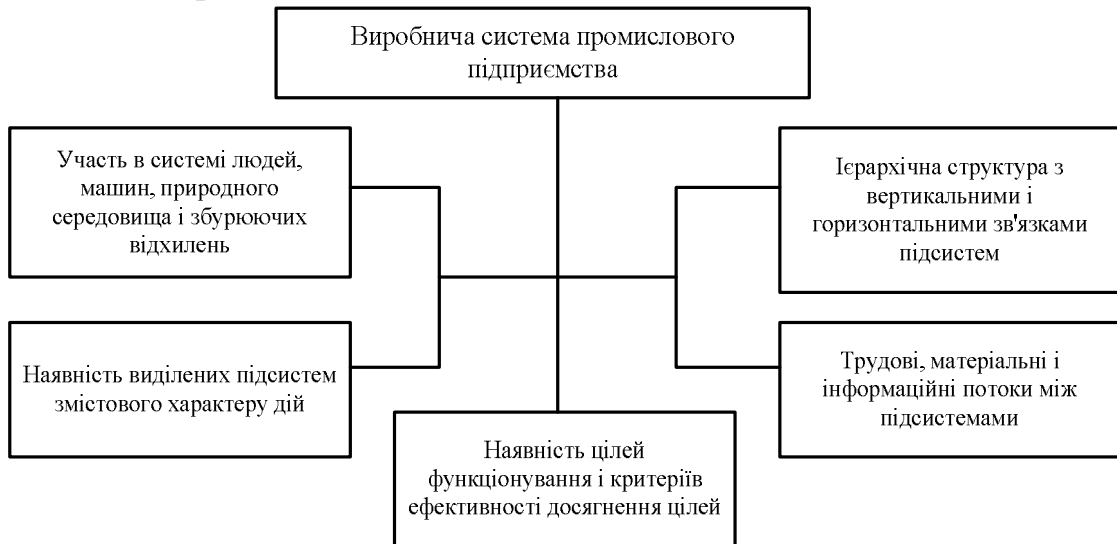 Виробнича система промислового
підприємства
Участь в системі людей,
машин, природного
середовища і збурюючих
відхилень
Ієрархічна структура з
вертикальними і
горизонтальними зв'язками
підсистем
Наявність виділених підсистем
змістового характеру дій
Трудові, матеріальні і
інформаційні потоки між
підсистемами
Наявність цілей
функціонування і критеріїв
ефективності досягнення цілей